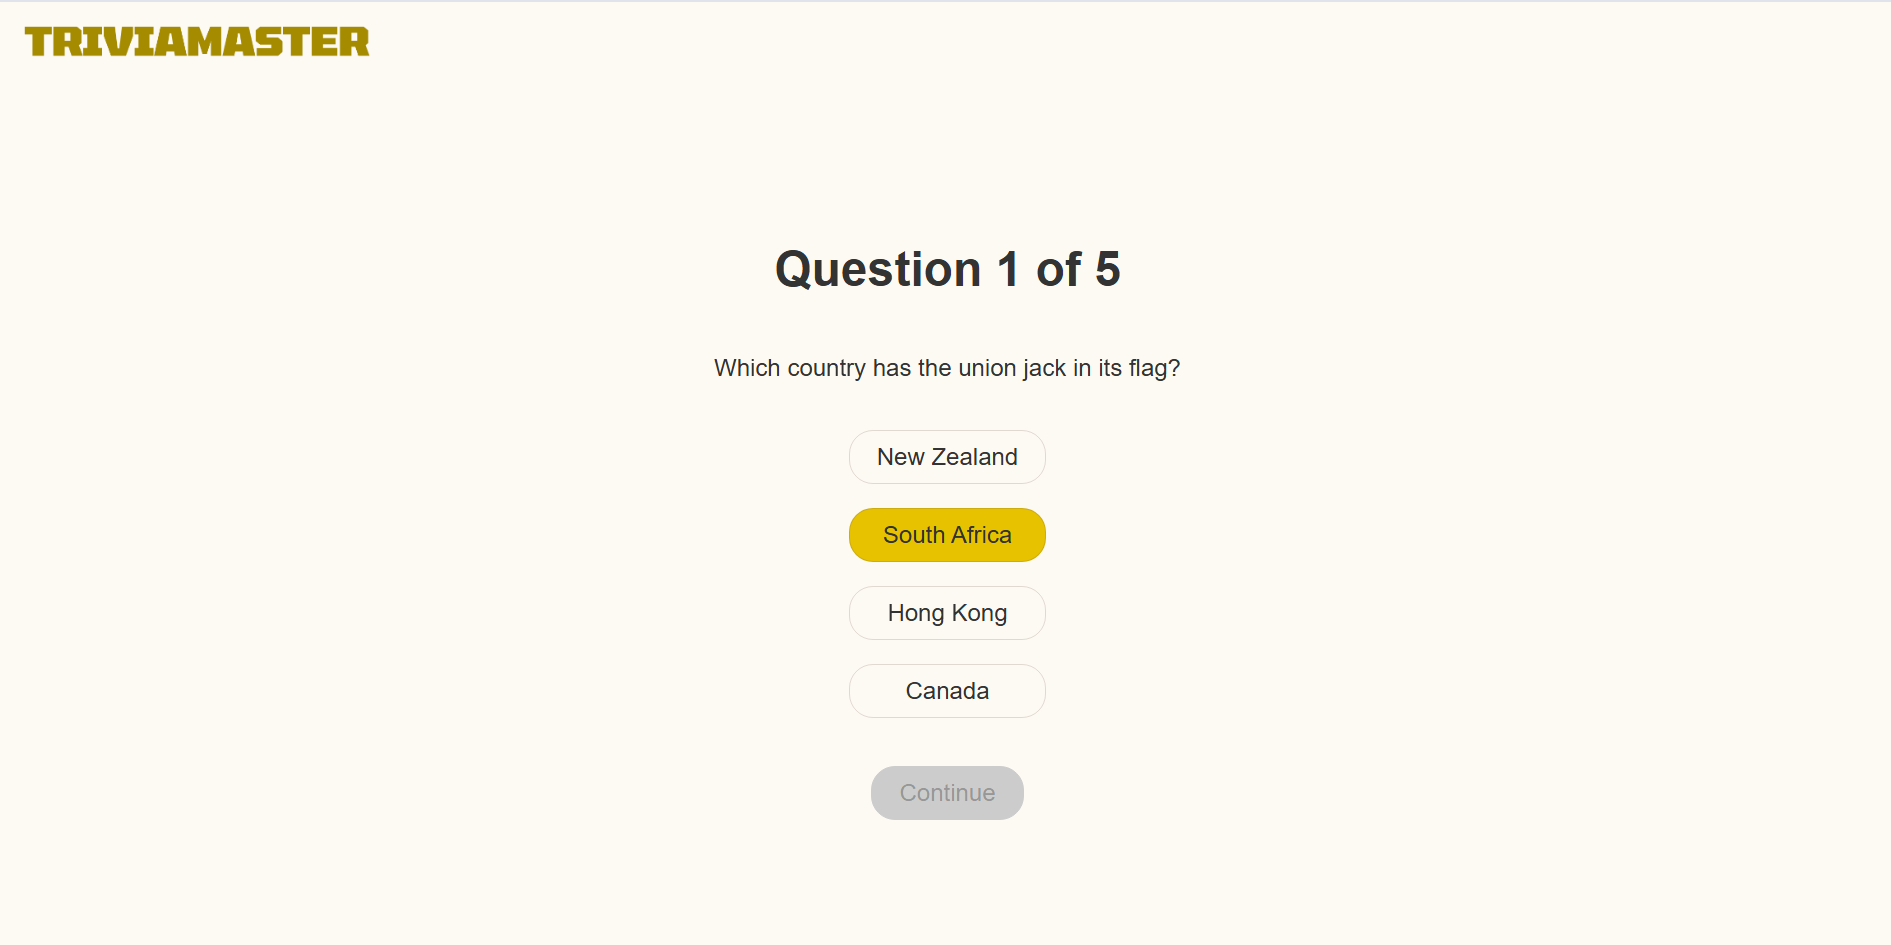 TRIVIAMASTER
Question 1 of 5
Which country has the union jack in its flag?
New Zealand
South Africa
Hong Kong
Canada
Continue